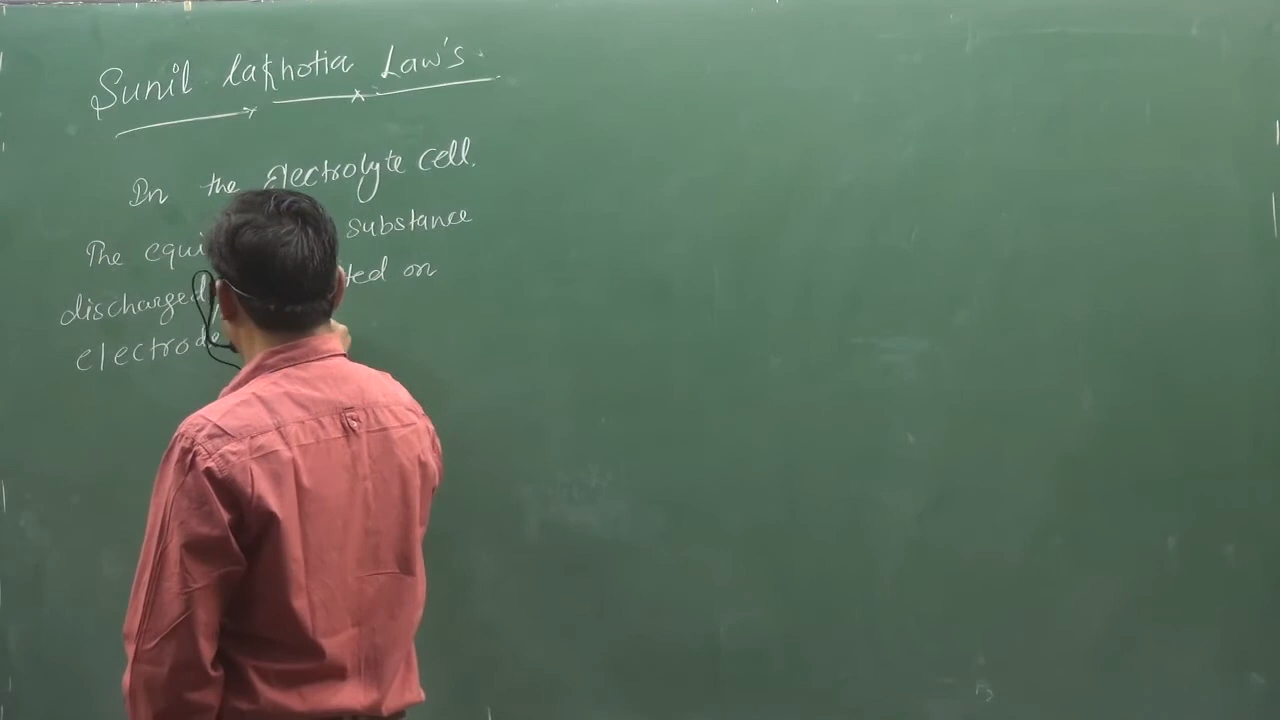 Sunil lakhotia Law's.
In the Electrolyte cell.
The equi substance
discharged ted on
electrode